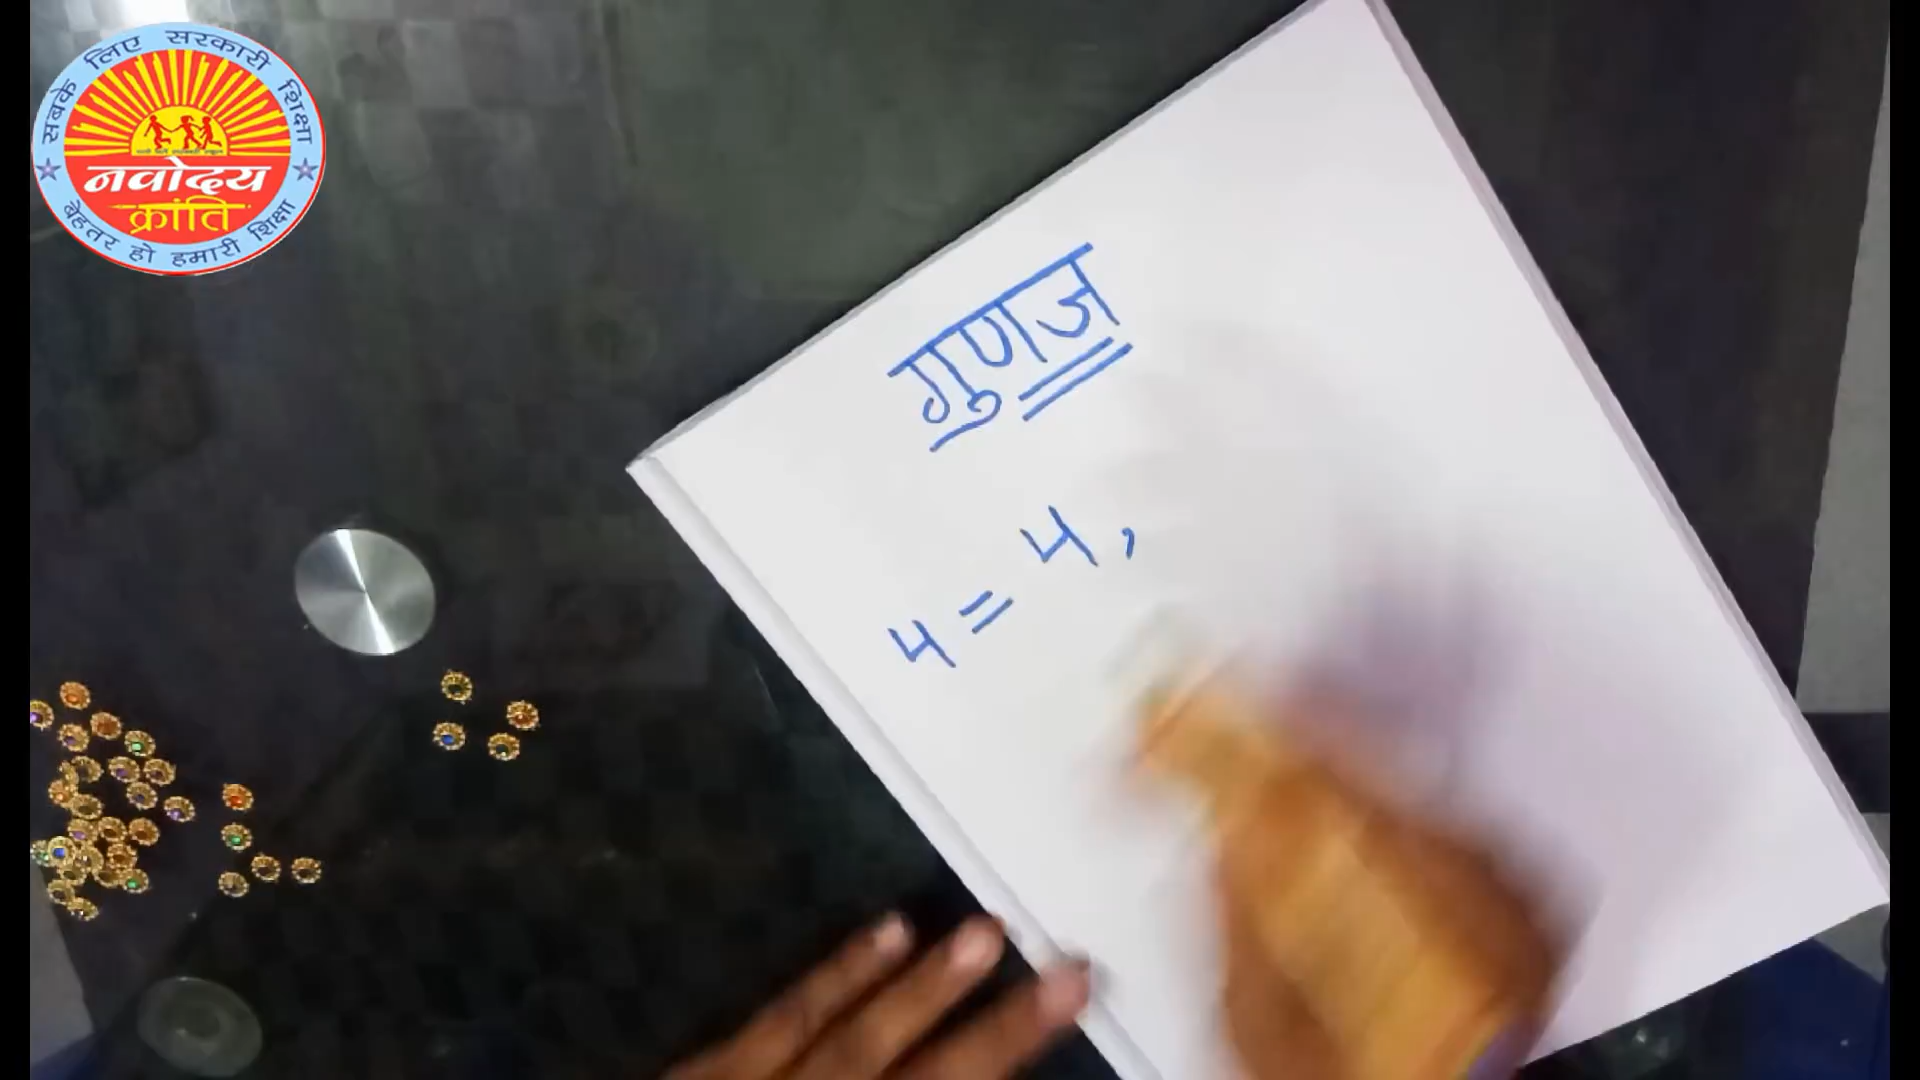 सबके लिए सरकारी शिक्षा
नवोदय
क्रांति
बेहतर हो हमारी शिक्षा
गुणज
4 = 4,